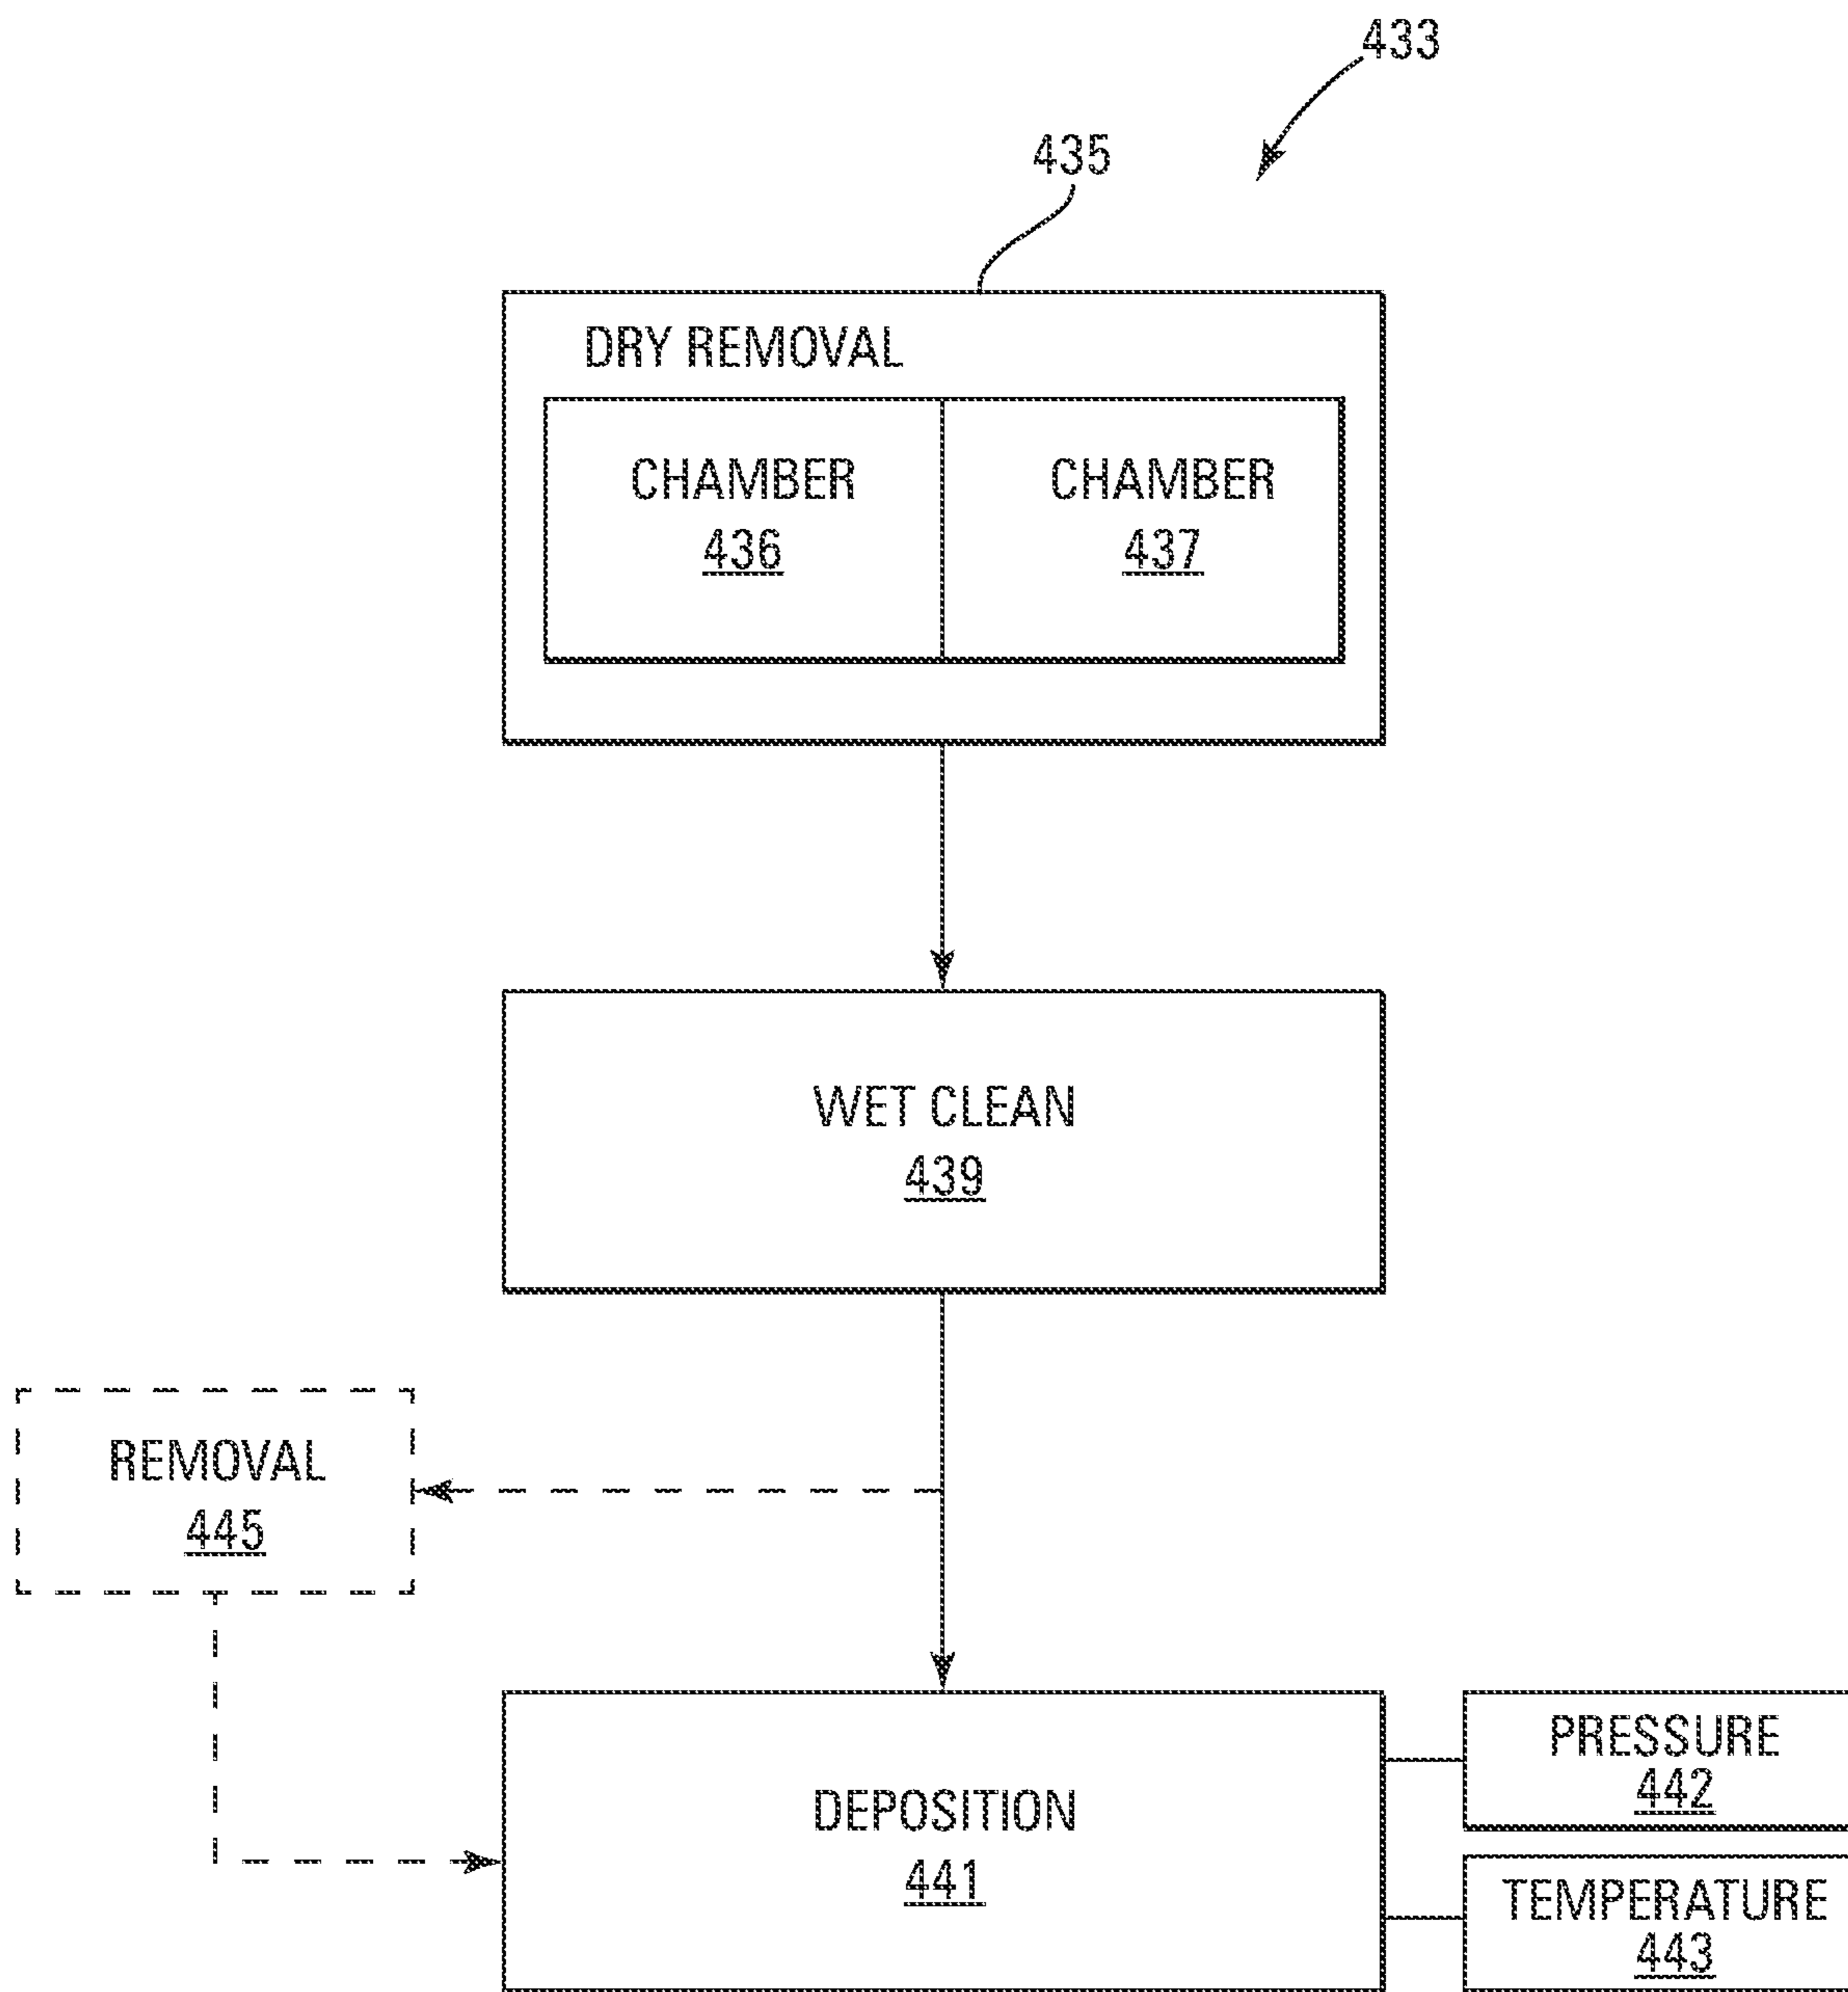 433
435
DRY REMOVAL
CHAMBER
436
CHAMBER
437
WET CLEAN
439
REMOVAL
445
DEPOSITION
441
PRESSURE
442
TEMPERATURE
443